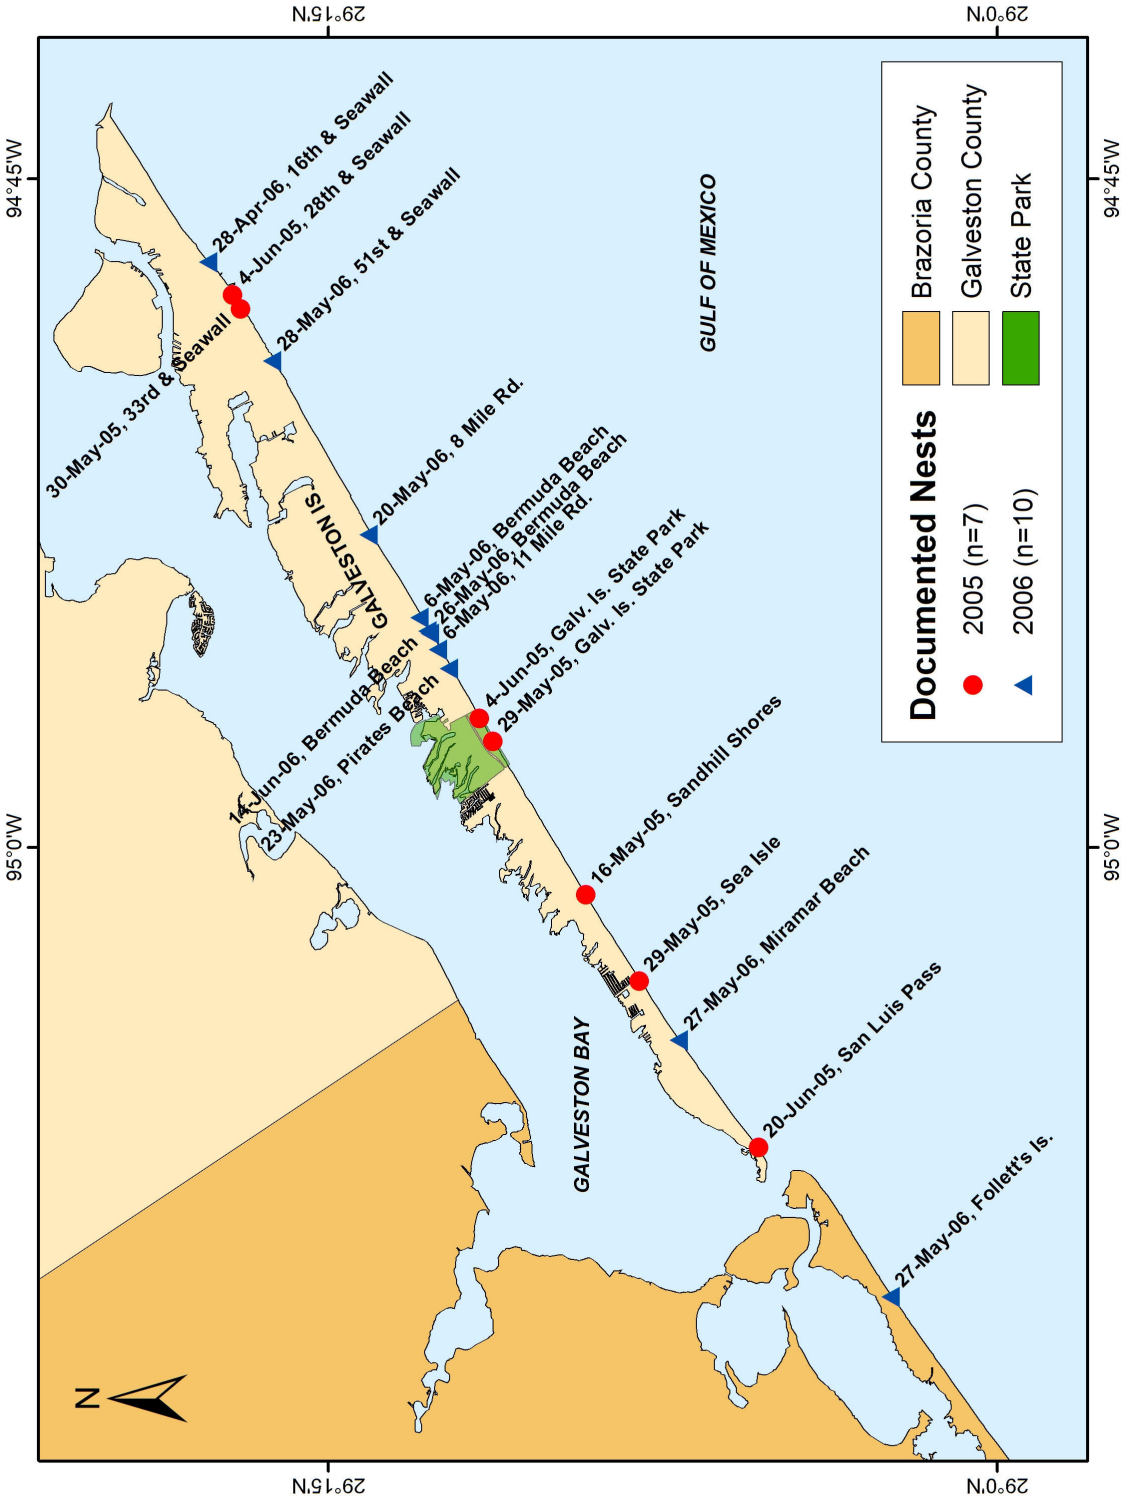 94°45'W
95°0'W
29°15'N
29°0'N
28-Apr-06, 16th & Seawall
4-Jun-05, 28th & Seawall
30-May-05, 33rd & Seawall
28-May-06, 51st & Seawall
20-May-06, 8 Mile Rd.
6-May-06, Bermuda Beach
26-May-06, Bermuda Beach
6-May-06, 11 Mile Rd.
14-Jun-06, Bermuda Beach
23-May-06, Pirates Beach
4-Jun-05, Galv. Is. State Park
29-May-05, Galv. Is. State Park
16-May-05, Sandhill Shores
29-May-05, Sea Isle
27-May-06, Miramar Beach
20-Jun-05, San Luis Pass
27-May-06, Follett's Is.
GALVESTON IS.
GALVESTON BAY
GULF OF MEXICO
N
Documented Nests
2005 (n=7)
2006 (n=10)
Brazoria County
Galveston County
State Park
29°15'N
29°0'N
94°45'W
95°0'W